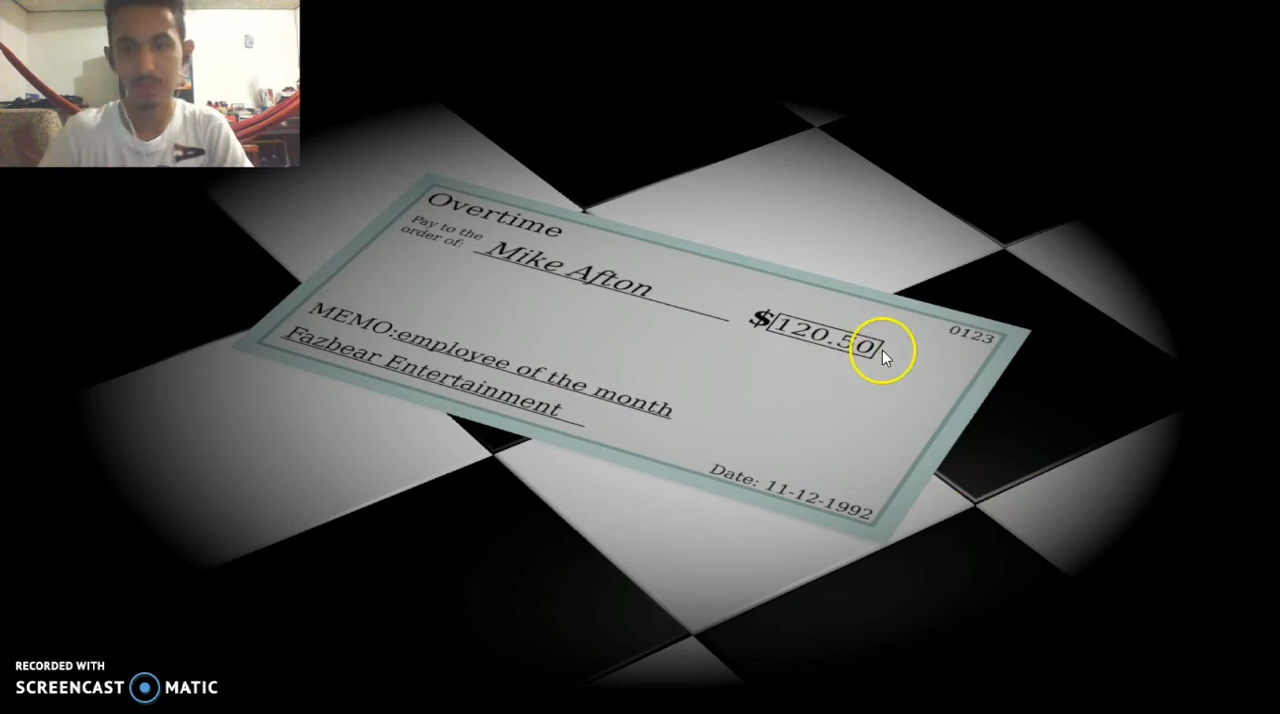 Overtime
Pay to the
order of:
Mike Afton
$120.50
0123
MEMO:employee of the month
Fazbear Entertainment
Date: 11-12-1992
A
RECORDED WITH
SCREENCAST MATIC